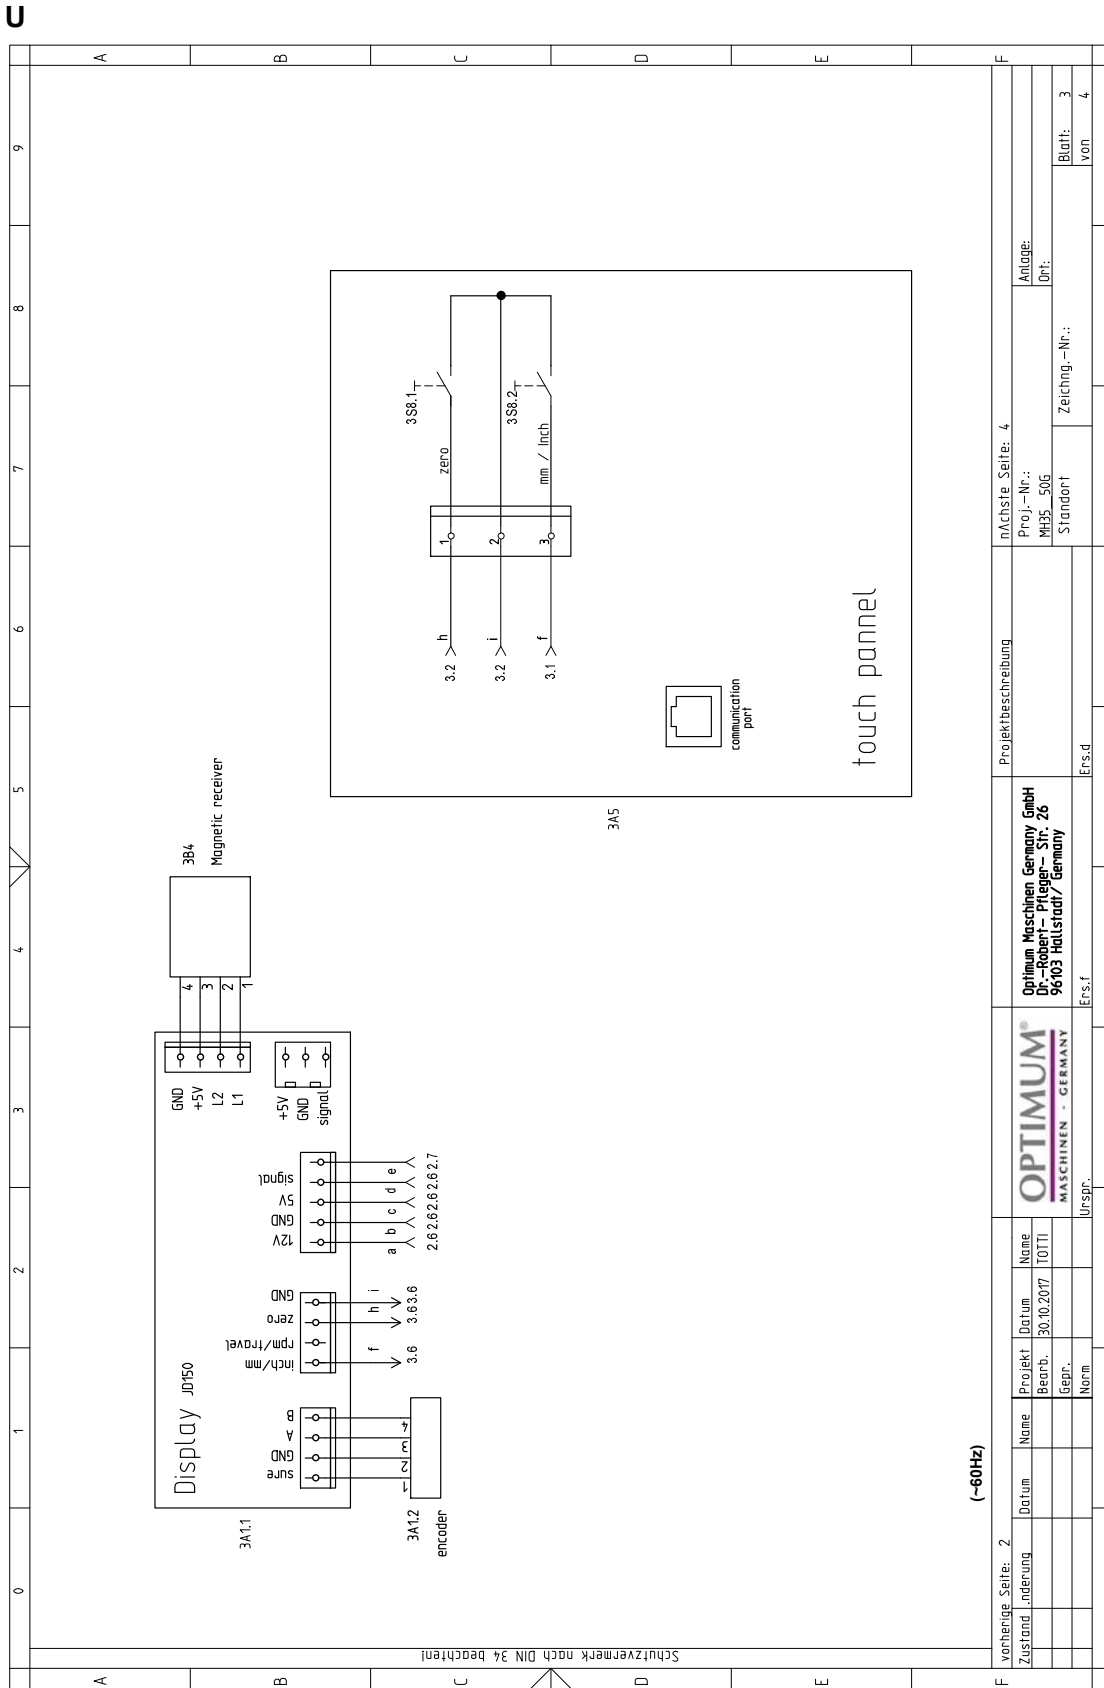 U
0 1 2 3 4 5 6 7 8 9
A
B
C
D
E
F
A
B
C
D
E
F
Schutzvermerk nach DIN 34 beachten!
3A1.1
Display JD150
sure
GND
A
B
1
2
3
4
3A1.2
encoder
inch/mm
rpm/travel
zero
GND
f
h
i
3.6
3.6
3.6
12V
GND
5V
signal
a
b
c
d
e
2.6
2.6
2.6
2.6
2.7
GND
+5V
L2
L1
+5V
GND
signal
4
3
2
1
3B4
Magnetic receiver
3A5
touch pannel
communication
port
3.2
h
1
zero
3S8.1
3.2
i
2
3.1
f
3
mm / Inch
3S8.2
(~60Hz)
vorherige Seite: 2
Zustand
.nderung
Datum
Name
Projekt
Datum
Name
Bearb.
30.10.2017
TOTTI
Gepr.
Norm
Urspr.
OPTIMUM®
MASCHINEN - GERMANY
Optimum Maschinen Germany GmbH
Dr.-Robert- Pfleger- Str. 26
96103 Hallstadt/ Germany
Ers.f
Ers.d
Projektbeschreibung
nAchste Seite: 4
Proj.-Nr.:
MH35_50G
Standort
Zeichng.-Nr.:
Anlage:
Ort:
Blatt: 3
von 4